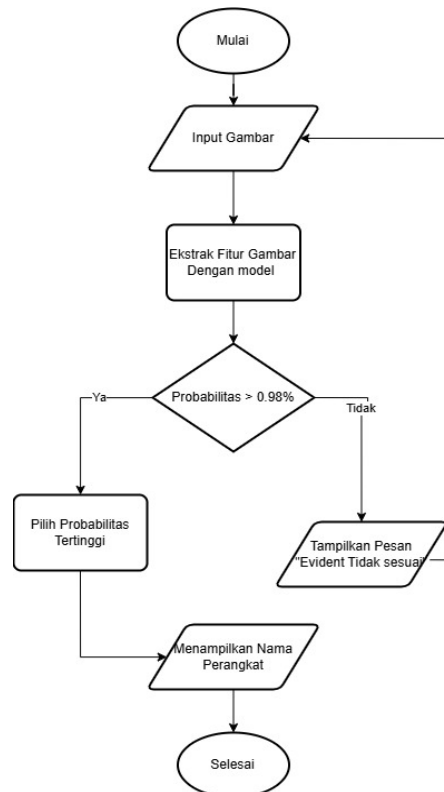 Mulai
Input Gambar
Ekstrak Fitur Gambar
Dengan model
Probabilitas > 0.98%
Ya
Tidak
Pilih Probabilitas
Tertinggi
Tampilkan Pesan
"Evident Tidak sesuai"
Menampilkan Nama
Perangkat
Selesai